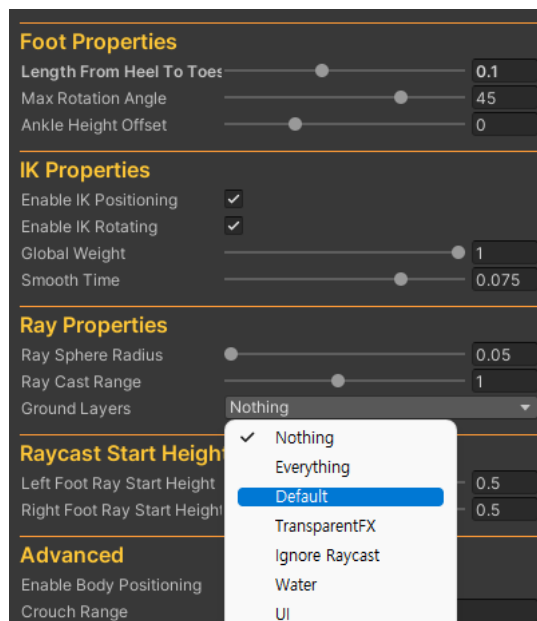 Foot Properties
Length From Heel To Toes 0.1
Max Rotation Angle 45
Ankle Height Offset 0
IK Properties
Enable IK Positioning
Enable IK Rotating
Global Weight 1
Smooth Time 0.075
Ray Properties
Ray Sphere Radius 0.05
Ray Cast Range 1
Ground Layers Nothing
Nothing
Raycast Start Heigh
Everything
Left Foot Ray Start Height 0.5
Default
Right Foot Ray Start Heigh 0.5
TransparentFX
Advanced
Ignore Raycast
Enable Body Positioning
Water
Crouch Range
UI